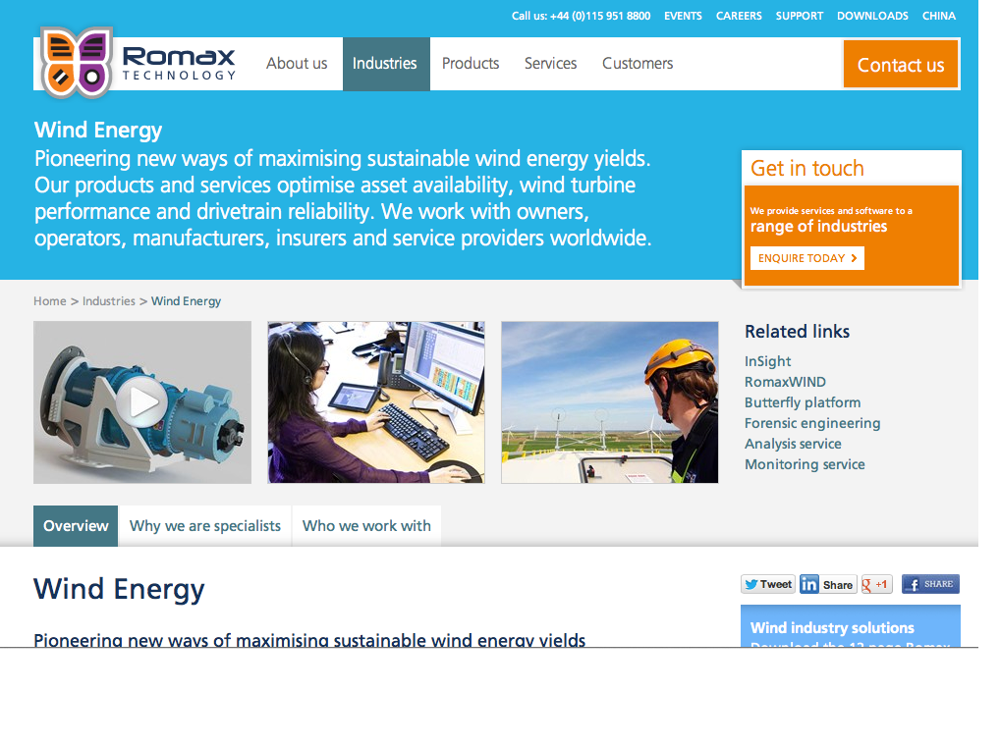 Call us: +44 (0)115 951 8800 EVENTS CAREERS SUPPORT DOWNLOADS CHINA
Romax
TECHNOLOGY
About us Industries Products Services Customers Contact us
Wind Energy
Pioneering new ways of maximising sustainable wind energy yields.
Our products and services optimise asset availability, wind turbine
performance and drivetrain reliability. We work with owners,
operators, manufacturers, insurers and service providers worldwide.
Get in touch
We provide services and software to a
range of industries
ENQUIRE TODAY >
Home > Industries > Wind Energy
Related links
InSight
RomaxWIND
Butterfly platform
Forensic engineering
Analysis service
Monitoring service
Overview Why we are specialists Who we work with
Wind Energy
Tweet in Share g +1 f SHARE
Pioneering new ways of maximising sustainable wind energy yields
Wind industry solutions
Download the 12 page Romax